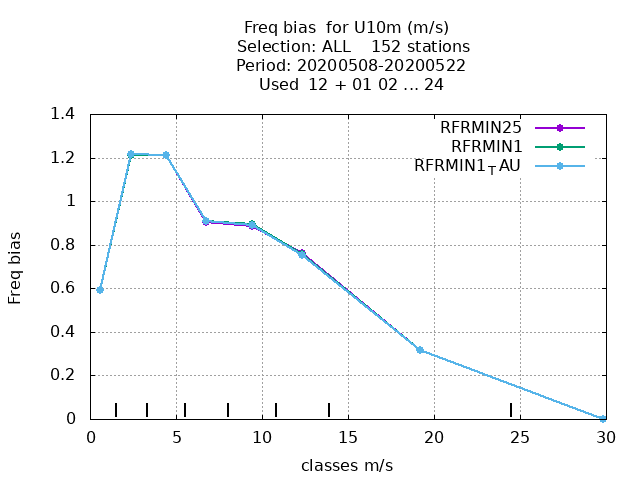 Freq bias  for U10m (m/s)
Selection: ALL    152 stations
Period: 20200508-20200522
Used  12 + 01 02 ... 24
RFRMIN25
RFRMIN1
RFRMIN1TAU
1.4
1.2
1
0.8
0.6
0.4
0.2
0
Freq bias
0 5 10 15 20 25 30
classes m/s